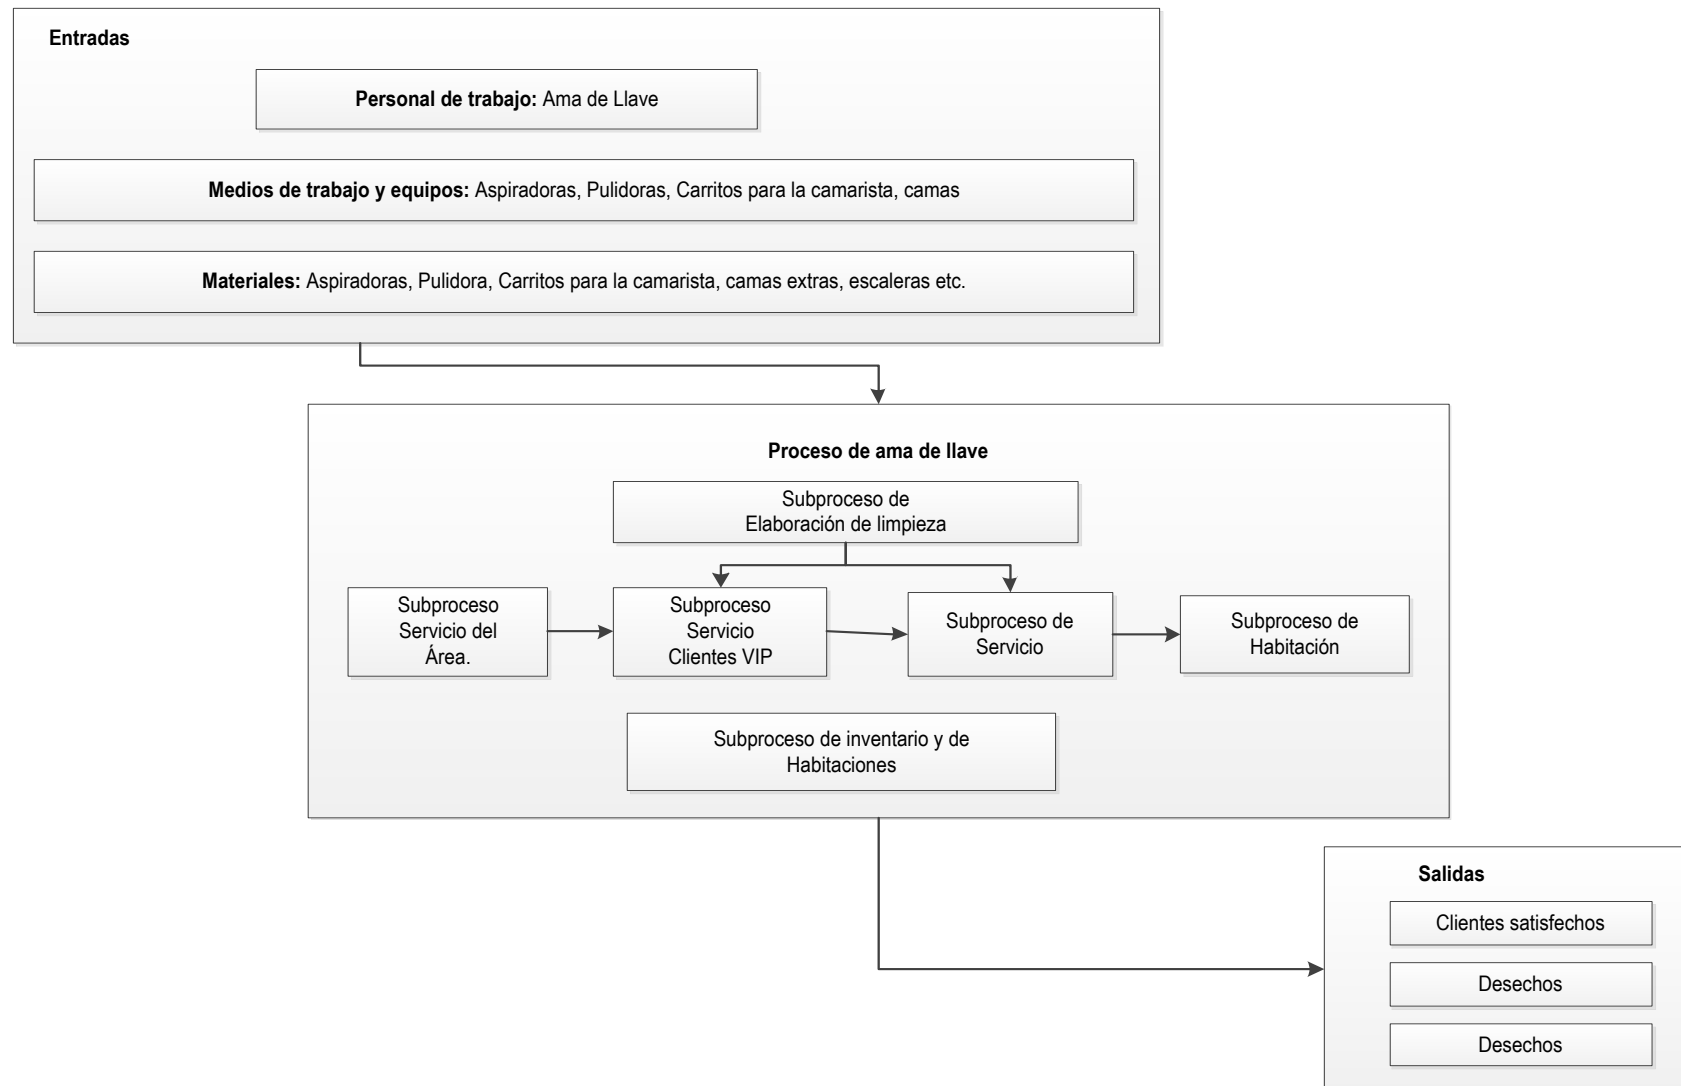 Entradas
Personal de trabajo: Ama de Llave
Medios de trabajo y equipos: Aspiradoras, Pulidoras, Carritos para la camarista, camas
Materiales: Aspiradoras, Pulidora, Carritos para la camarista, camas extras, escaleras etc.
Proceso de ama de llave
Subproceso de
Elaboración de limpieza
Subproceso
Servicio del
Área.
Subproceso
Servicio
Clientes VIP
Subproceso de
Servicio
Subproceso de
Habitación
Subproceso de inventario y de
Habitaciones
Salidas
Clientes satisfechos
Desechos
Desechos